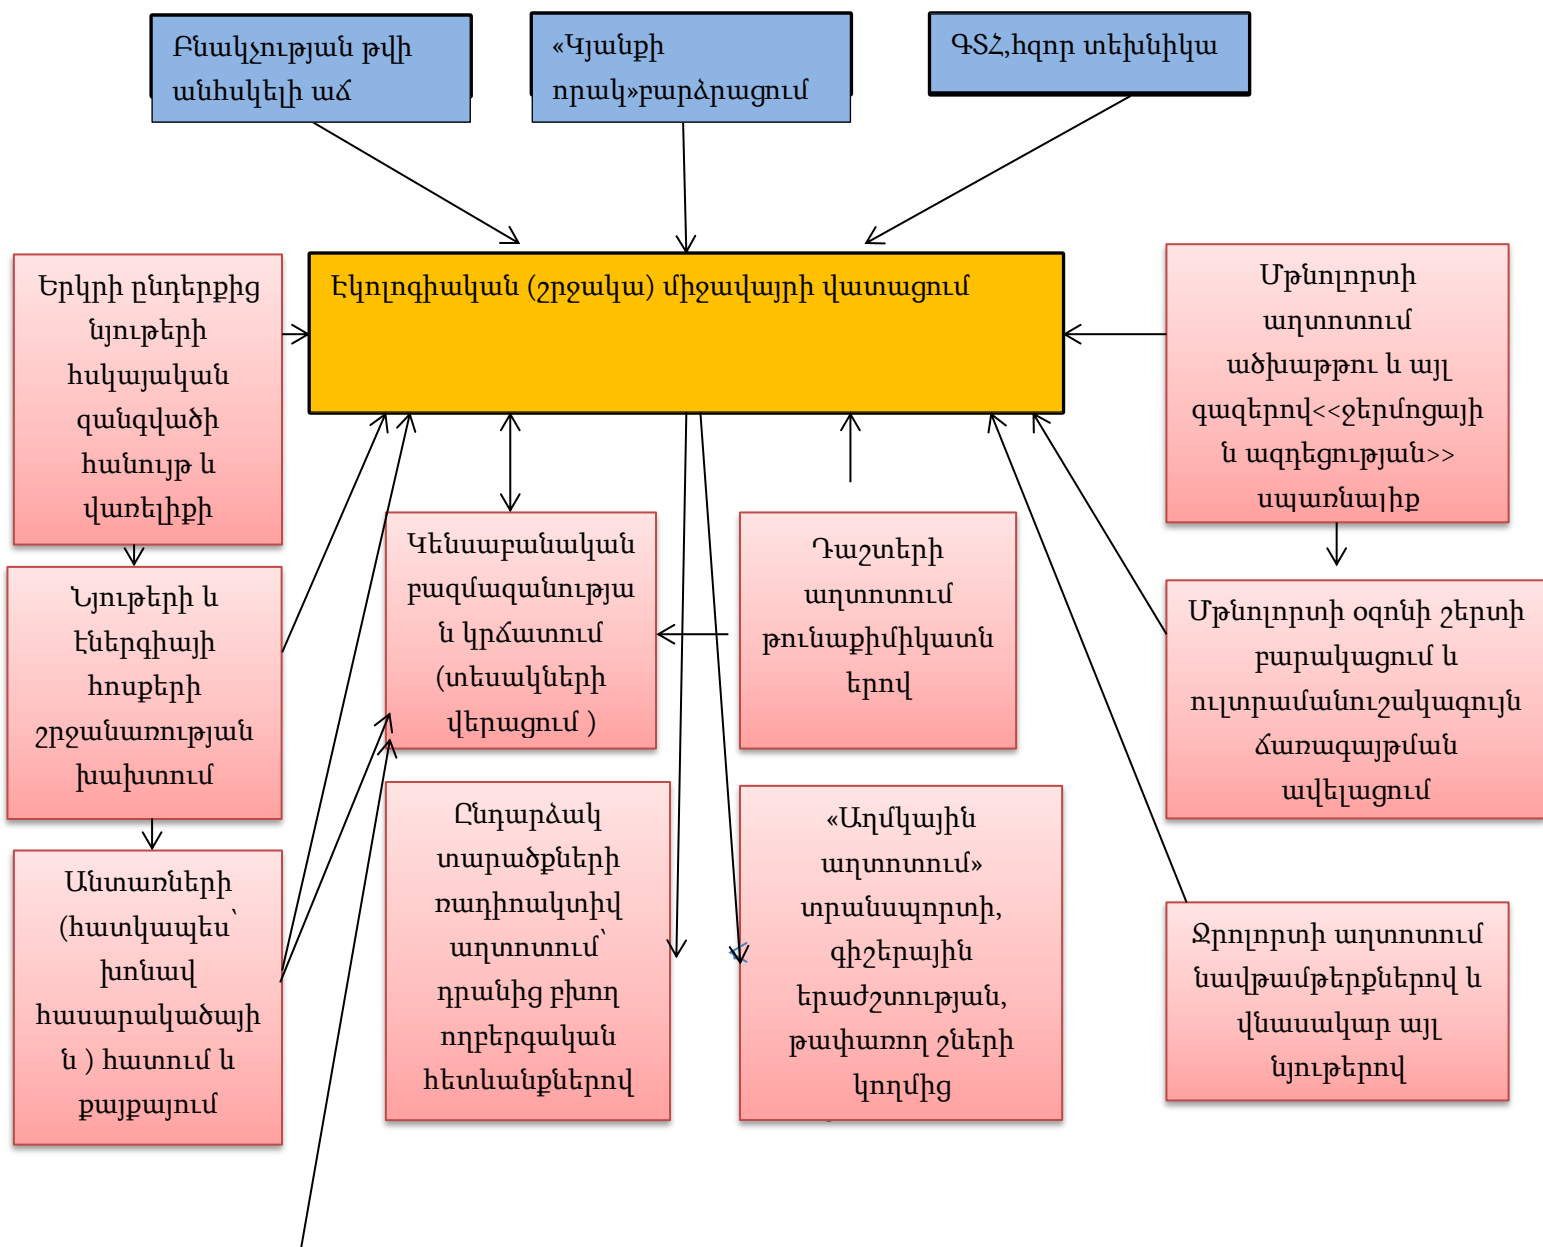 Բնակչության թվի
անհսկելի աճ
«Կյանքի
որակ»բարձրացում
ԳՏՀ,հզոր տեխնիկա
Էկոլոգիական (շրջակա) միջավայրի վատացում
Երկրի ընդերքից
նյութերի
հսկայական
զանգվածի
հանույթ և
վառելիքի
Նյութերի և
էներգիայի
հոսքերի
շրջանառության
խախտում
Անտառների
(հատկապես՝
խոնավ
հասարակածայի
ն ) հատում և
քայքայում
Կենսաբանական
բազմազանությա
ն կրճատում
(տեսակների
վերացում )
Ընդարձակ
տարածքների
ռադիոակտիվ
աղտոտում՝
դրանից բխող
ողբերգական
հետևանքներով
Դաշտերի
աղտոտում
թունաքիմիկատն
երով
«Աղմկային
աղտոտում»
տրանսպորտի,
գիշերային
երաժշտության,
թափառող շների
կողմից
Մթնոլորտի
աղտոտում
ածխաթթու և այլ
գազերով<<ջերմոցայի
ն ազդեցության>>
սպառնալիք
Մթնոլորտի օզոնի շերտի
բարակացում և
ուլտրամանուշակագույն
ճառագայթման
ավելացում
Ջրոլորտի աղտոտում
նավթամթերքներով և
վնասակար այլ
նյութերով